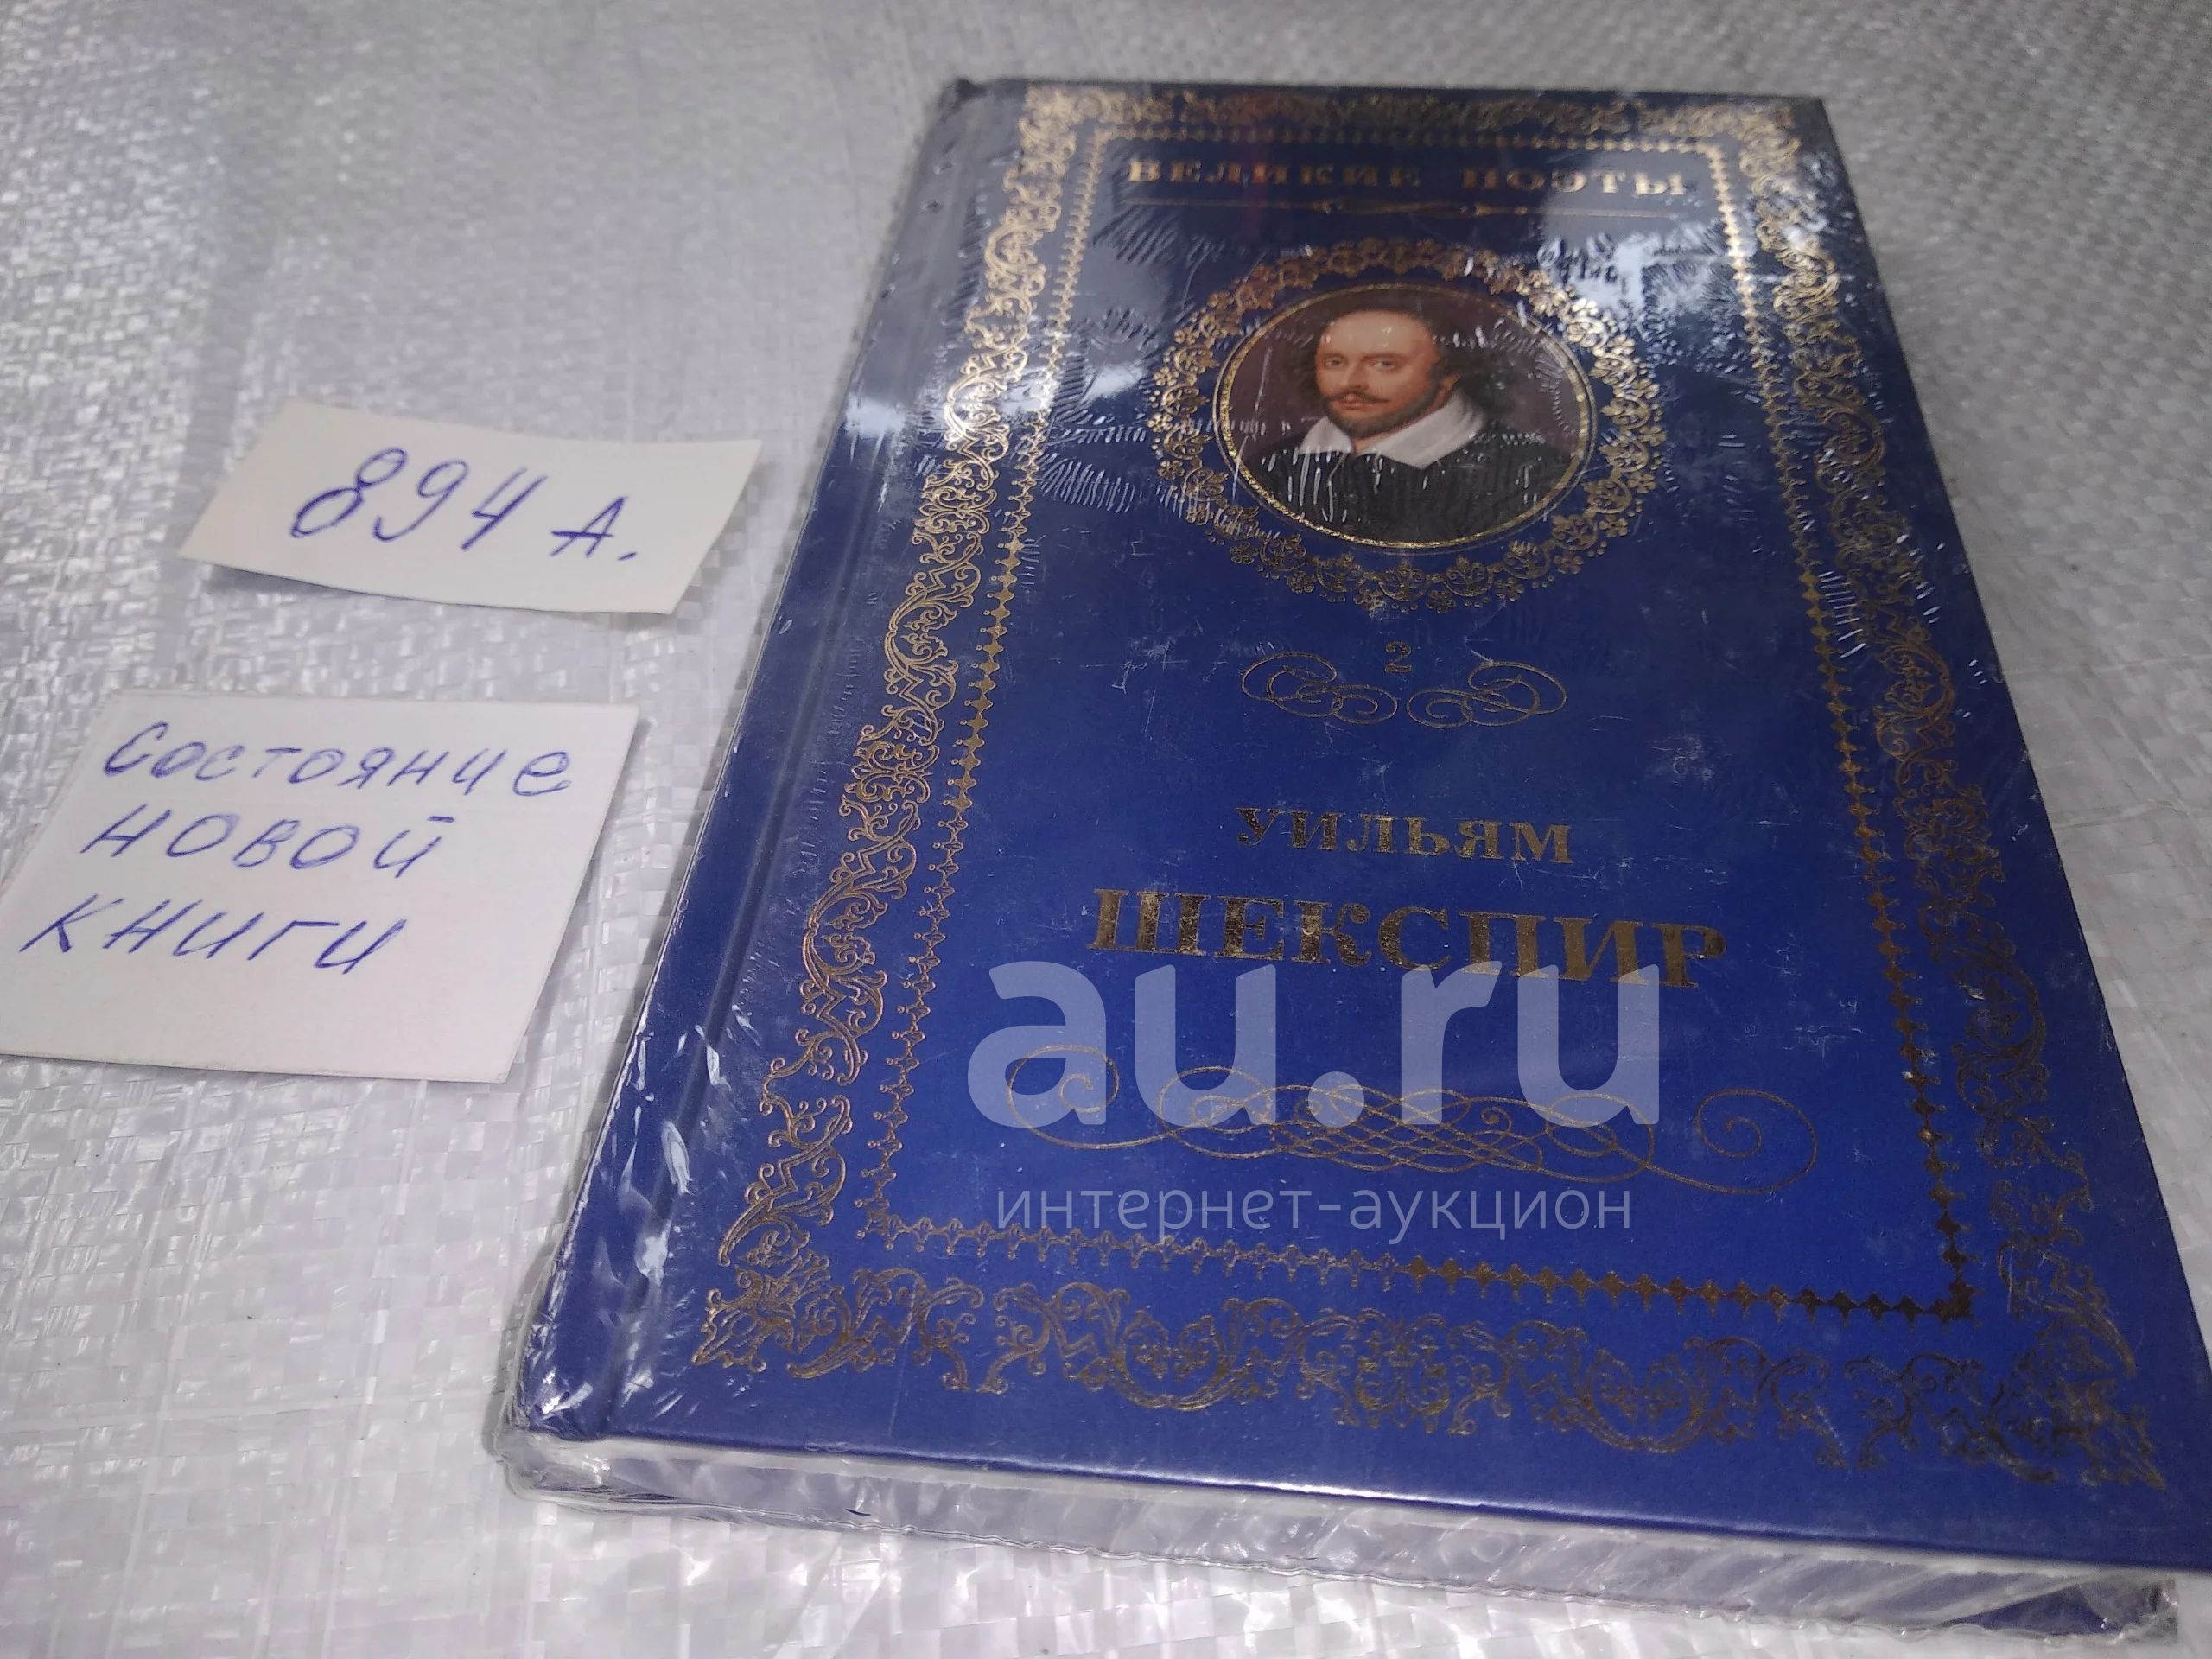 ВЕЛИКИЕ ПОЭТЫ
894 А.
2
Состояние
новой
книги
УИЛЬЯМ
ШЕКСПИР
au.ru
интернет-аукцион